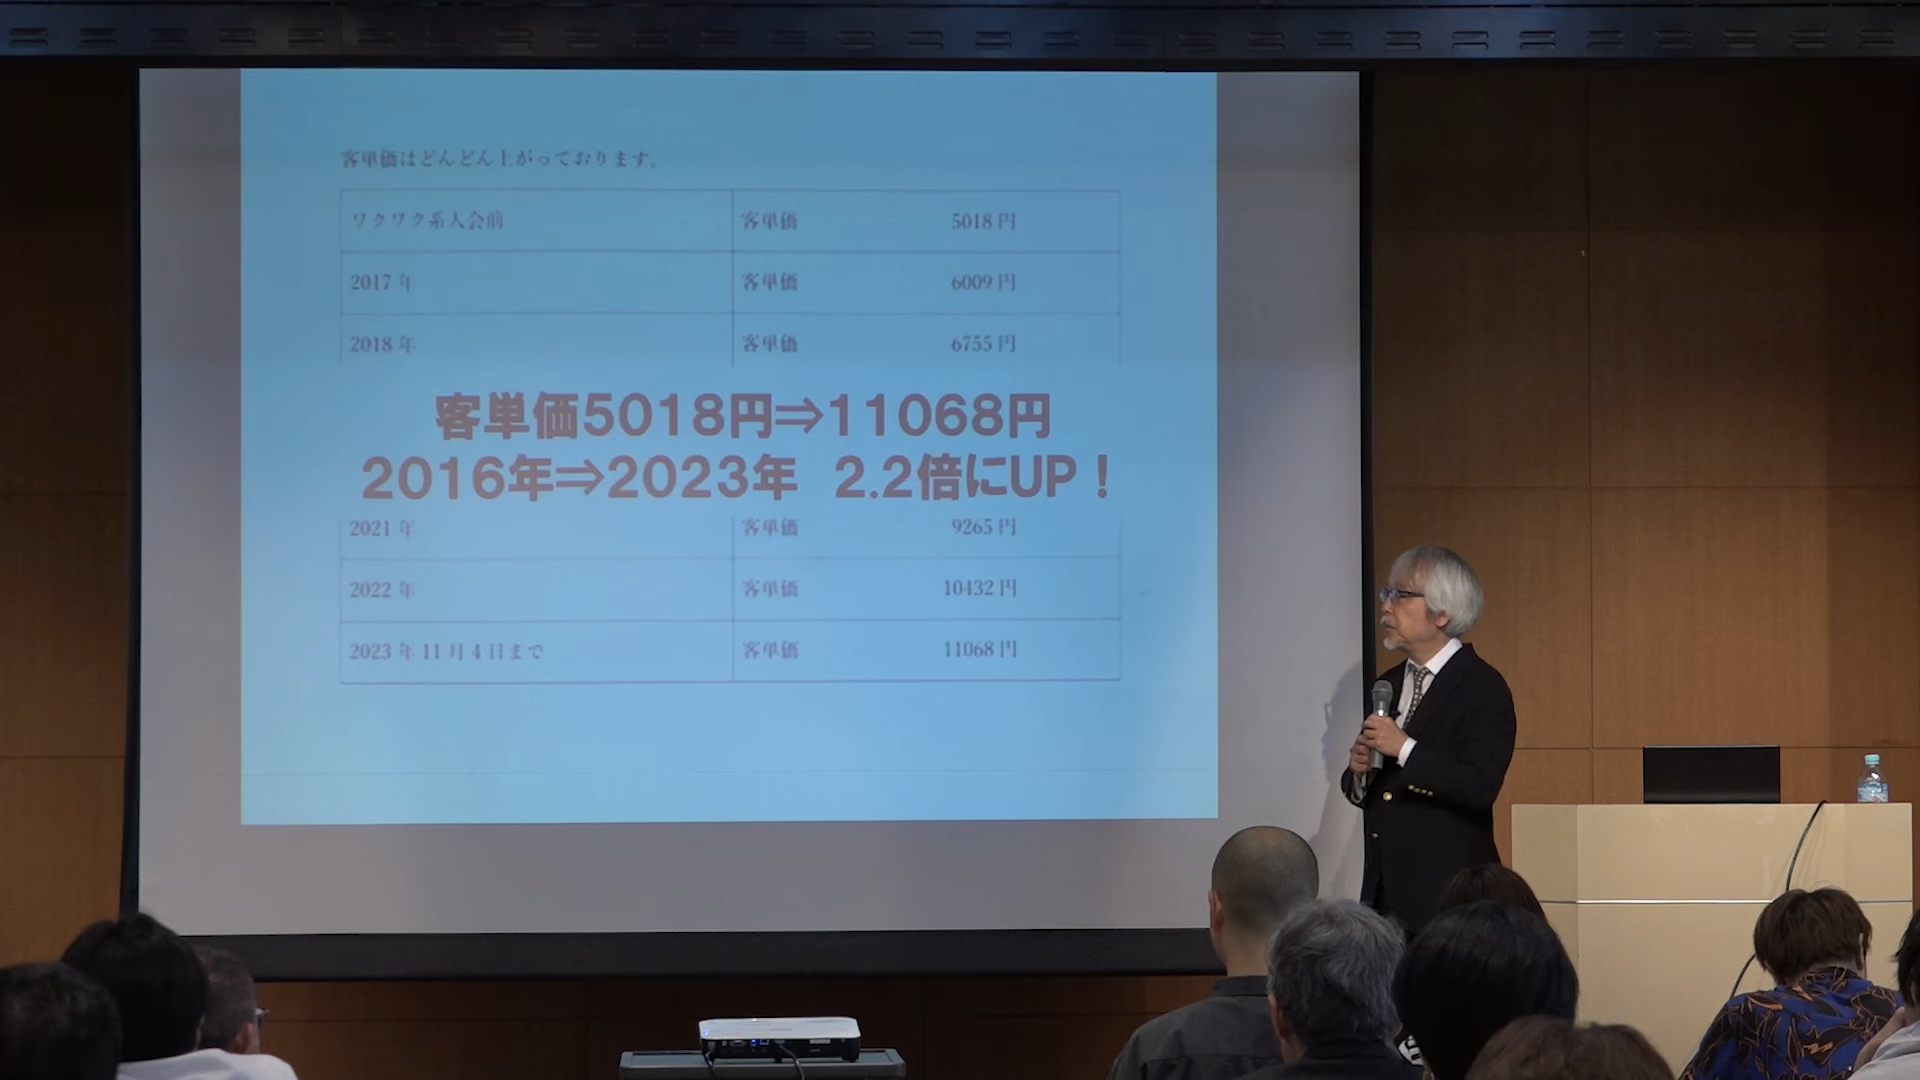 客単価はどんどん上がっております。
ワクワク系入会前 客単価 5018円
2017年 客単価 6009円
2018年 客単価 6755円
客単価5018円⇒11068円
2016年⇒2023年 2.2倍にUP！
2021年 客単価 9265円
2022年 客単価 10432円
2023年11月4日まで 客単価 11068円